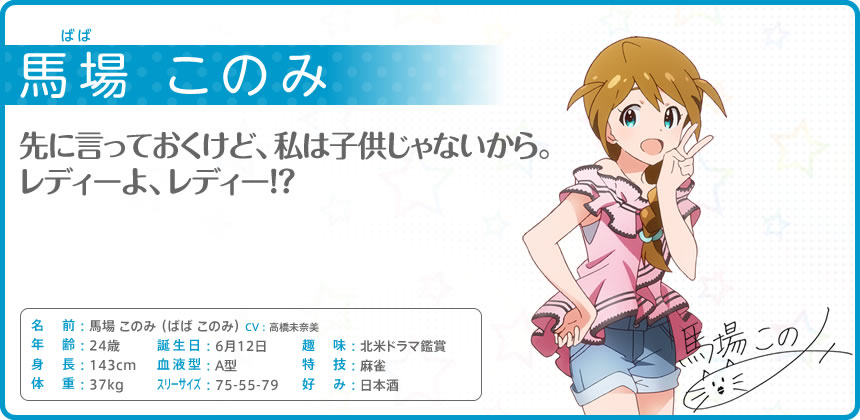 ばば
馬場 このみ
先に言っておくけど、私は子供じゃないから。
レディーよ、レディー!?
名　前：馬場 このみ（ばば このみ） CV：高橋未奈美
年　齢：24歳　誕生日：6月12日　趣　味：北米ドラマ鑑賞
身　長：143cm　血液型：A型　特　技：麻雀
体　重：37kg　スリーサイズ：75-55-79　好　み：日本酒
馬場このみ